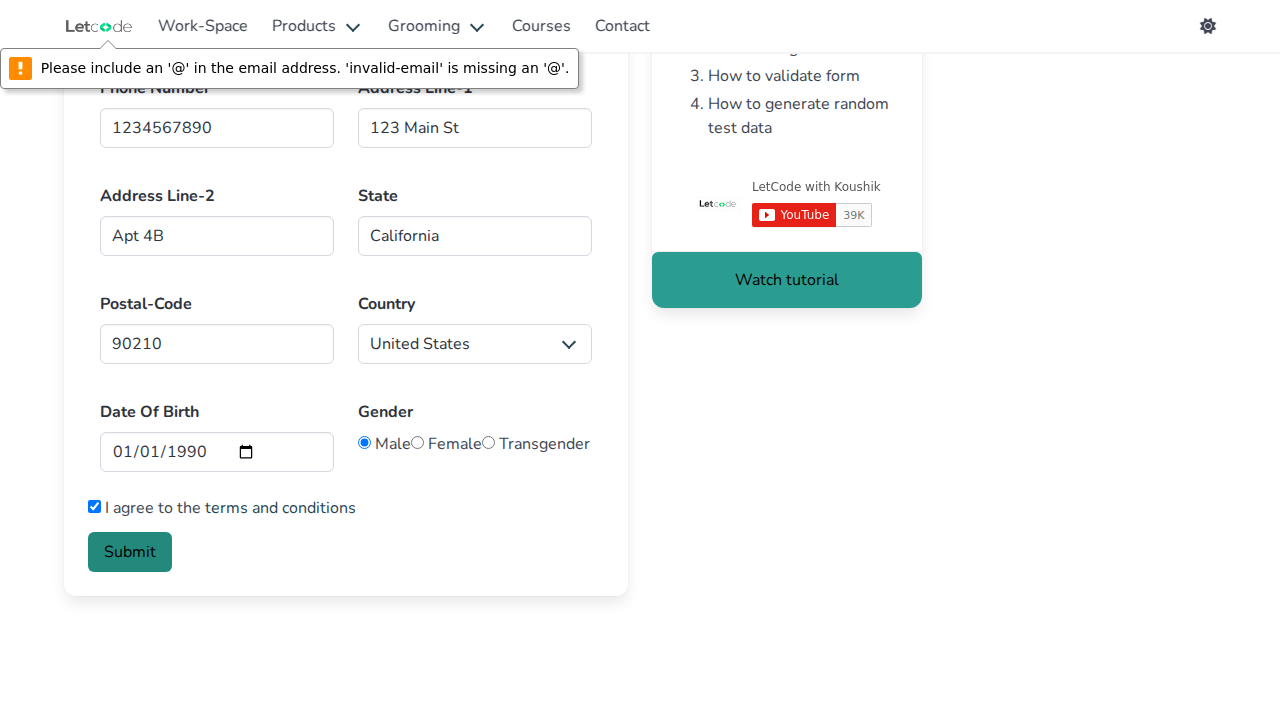 Letcode Work-Space Products Grooming Courses Contact
Please include an '@' in the email address. 'invalid-email' is missing an '@'.
Phone Number Address Line-1
1234567890 123 Main St
Address Line-2 State
Apt 4B California
Postal-Code Country
90210 United States
Date Of Birth Gender
01/01/1990 Male Female Transgender
I agree to the terms and conditions
Submit
3. How to validate form
4. How to generate random
test data
LetCode with Koushik
Letcode YouTube 39K
Watch tutorial